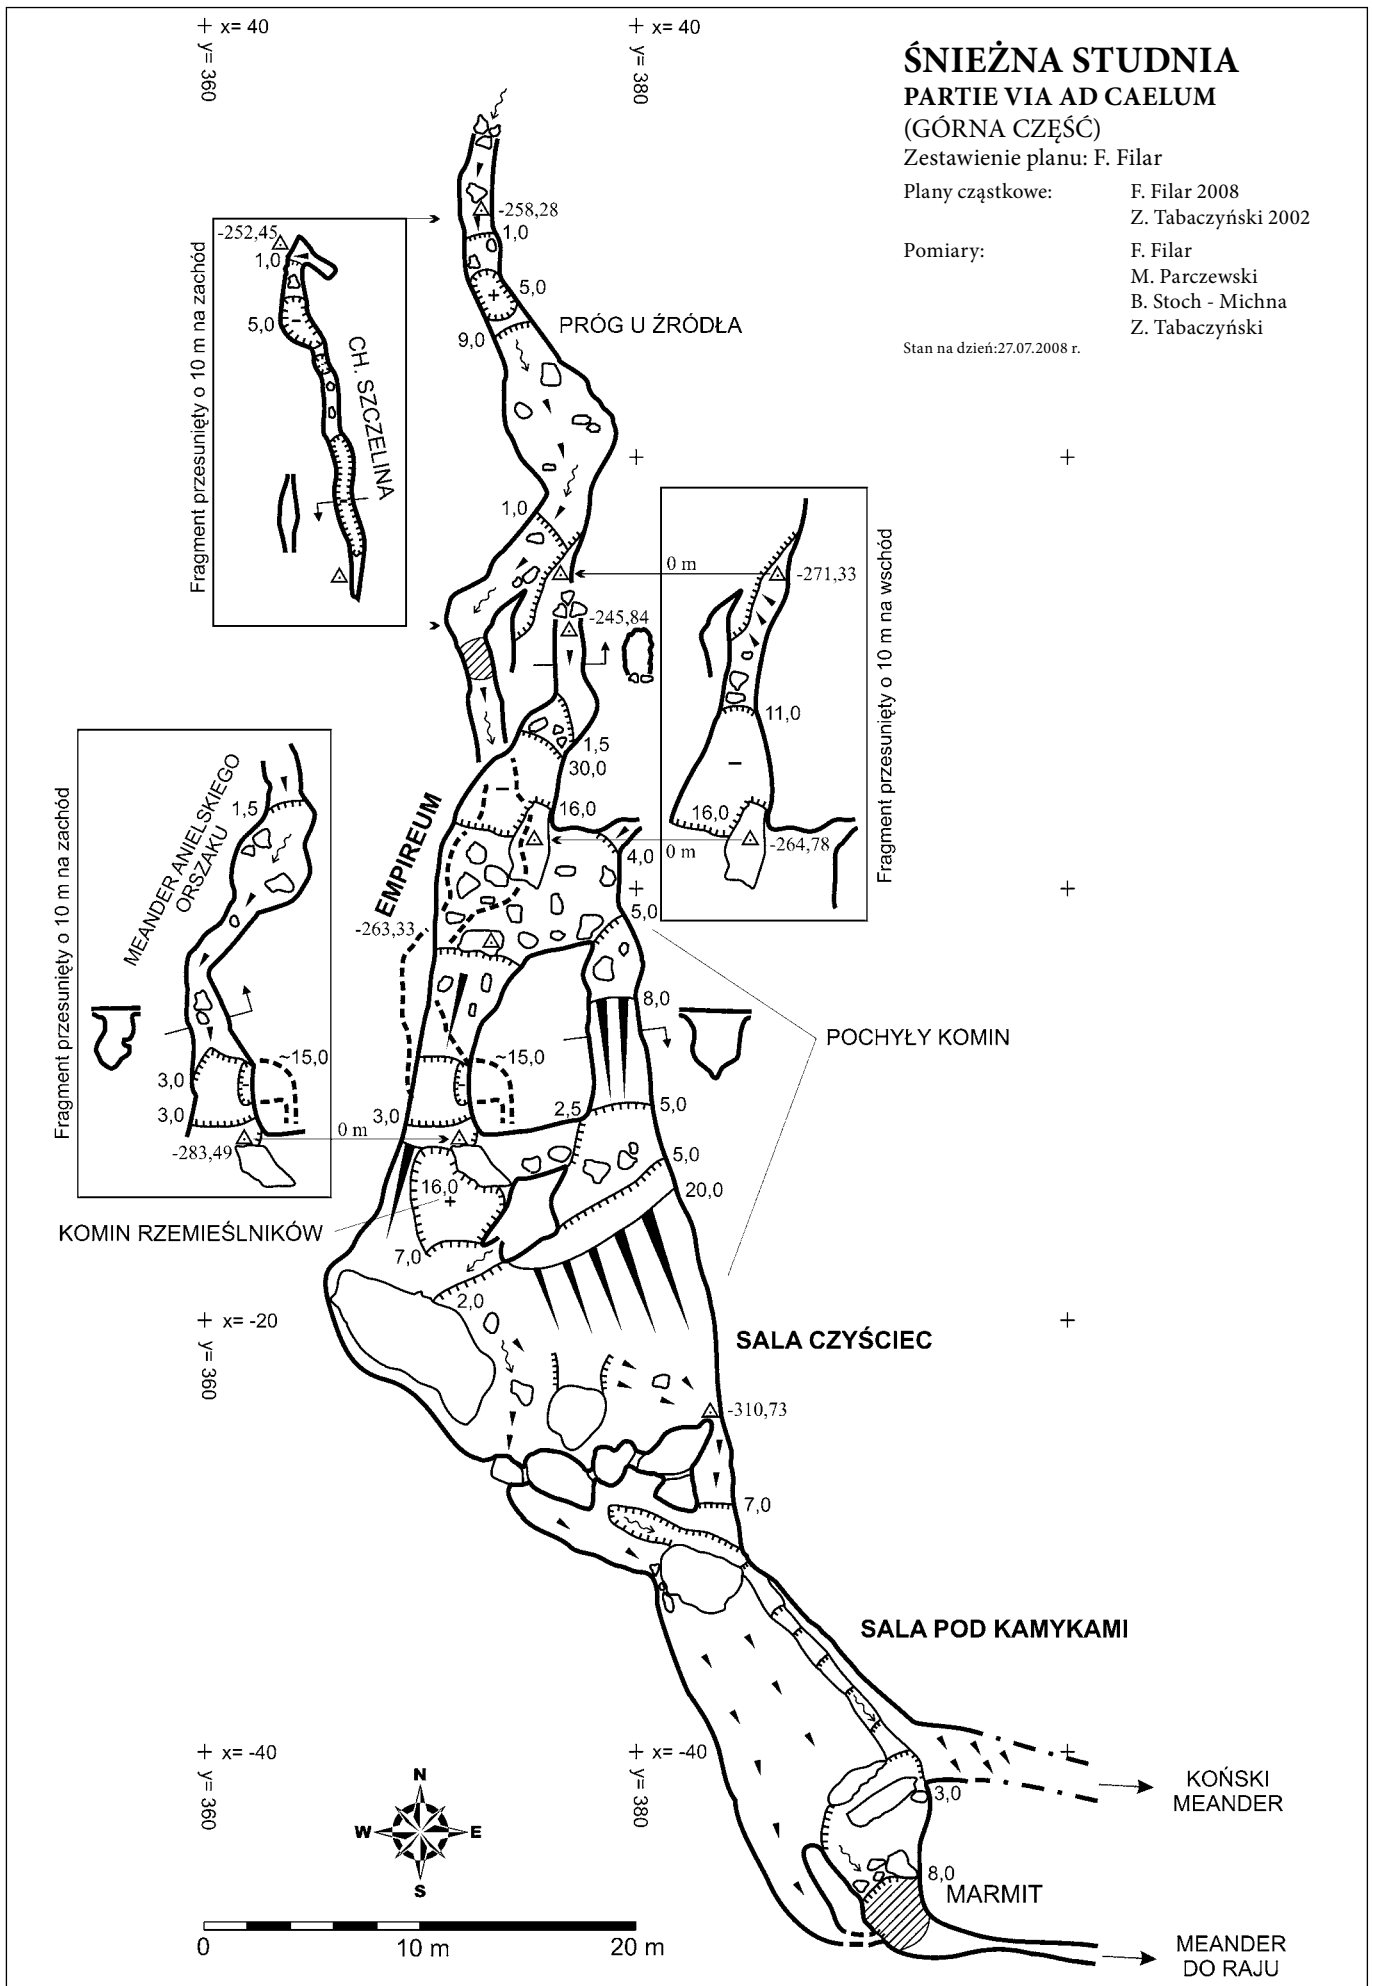 x= 40
y= 360
x= 40
y= 380
ŚNIEŻNA STUDNIA
PARTIE VIA AD CAELUM
(GÓRNA CZĘŚĆ)
Zestawienie planu: F. Filar
Plany cząstkowe:
F. Filar 2008
Z. Tabaczyński 2002
Pomiary:
F. Filar
M. Parczewski
B. Stoch - Michna
Z. Tabaczyński
Stan na dzień:27.07.2008 r.
-258,28
1,0
5,0
9,0
PRÓG U ŹRÓDŁA
Fragment przesunięty o 10 m na zachód
-252,45
1,0
5,0
CH. SZCZELINA
1,0
0 m
-271,33
-245,84
11,0
16,0
-264,78
Fragment przesunięty o 10 m na wschód
1,5
30,0
16,0
4,0
0 m
5,0
EMPIREUM
-263,33
Fragment przesunięty o 10 m na zachód
MEANDER ANIELSKIEGO
ORSZAKU
1,5
~15,0
3,0
3,0
-283,49
0 m
8,0
POCHYŁY KOMIN
~15,0
3,0
2,5
5,0
5,0
20,0
16,0
KOMIN RZEMIEŚLNIKÓW
7,0
2,0
x= -20
y= 360
SALA CZYŚCIEC
-310,73
7,0
SALA POD KAMYKAMI
x= -40
y= 360
x= -40
y= 380
N
W
E
S
3,0
KOŃSKI
MEANDER
8,0
MARMIT
MEANDER
DO RAJU
0
10 m
20 m